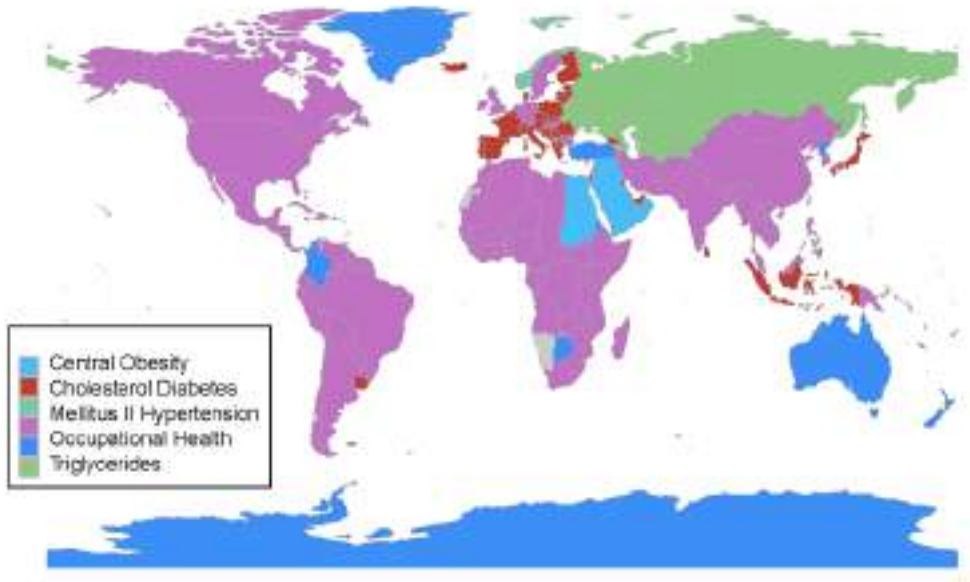 Central Obesity
Cholesterol Diabetes
Mellitus II Hypertension
Occupational Health
Triglycerides